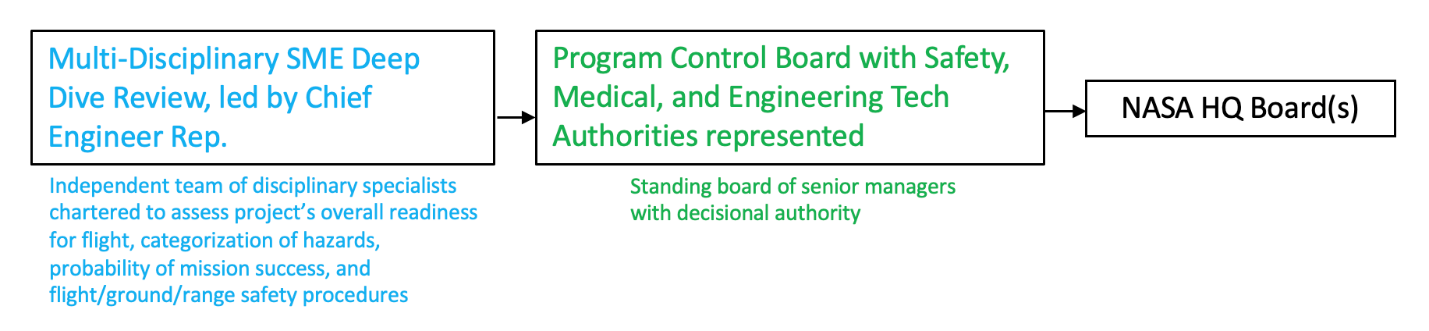 Multi-Disciplinary SME Deep
Dive Review, led by Chief
Engineer Rep.
Independent team of disciplinary specialists
chartered to assess project’s overall readiness
for flight, categorization of hazards,
probability of mission success, and
flight/ground/range safety procedures
Program Control Board with Safety,
Medical, and Engineering Tech
Authorities represented
Standing board of senior managers
with decisional authority
NASA HQ Board(s)